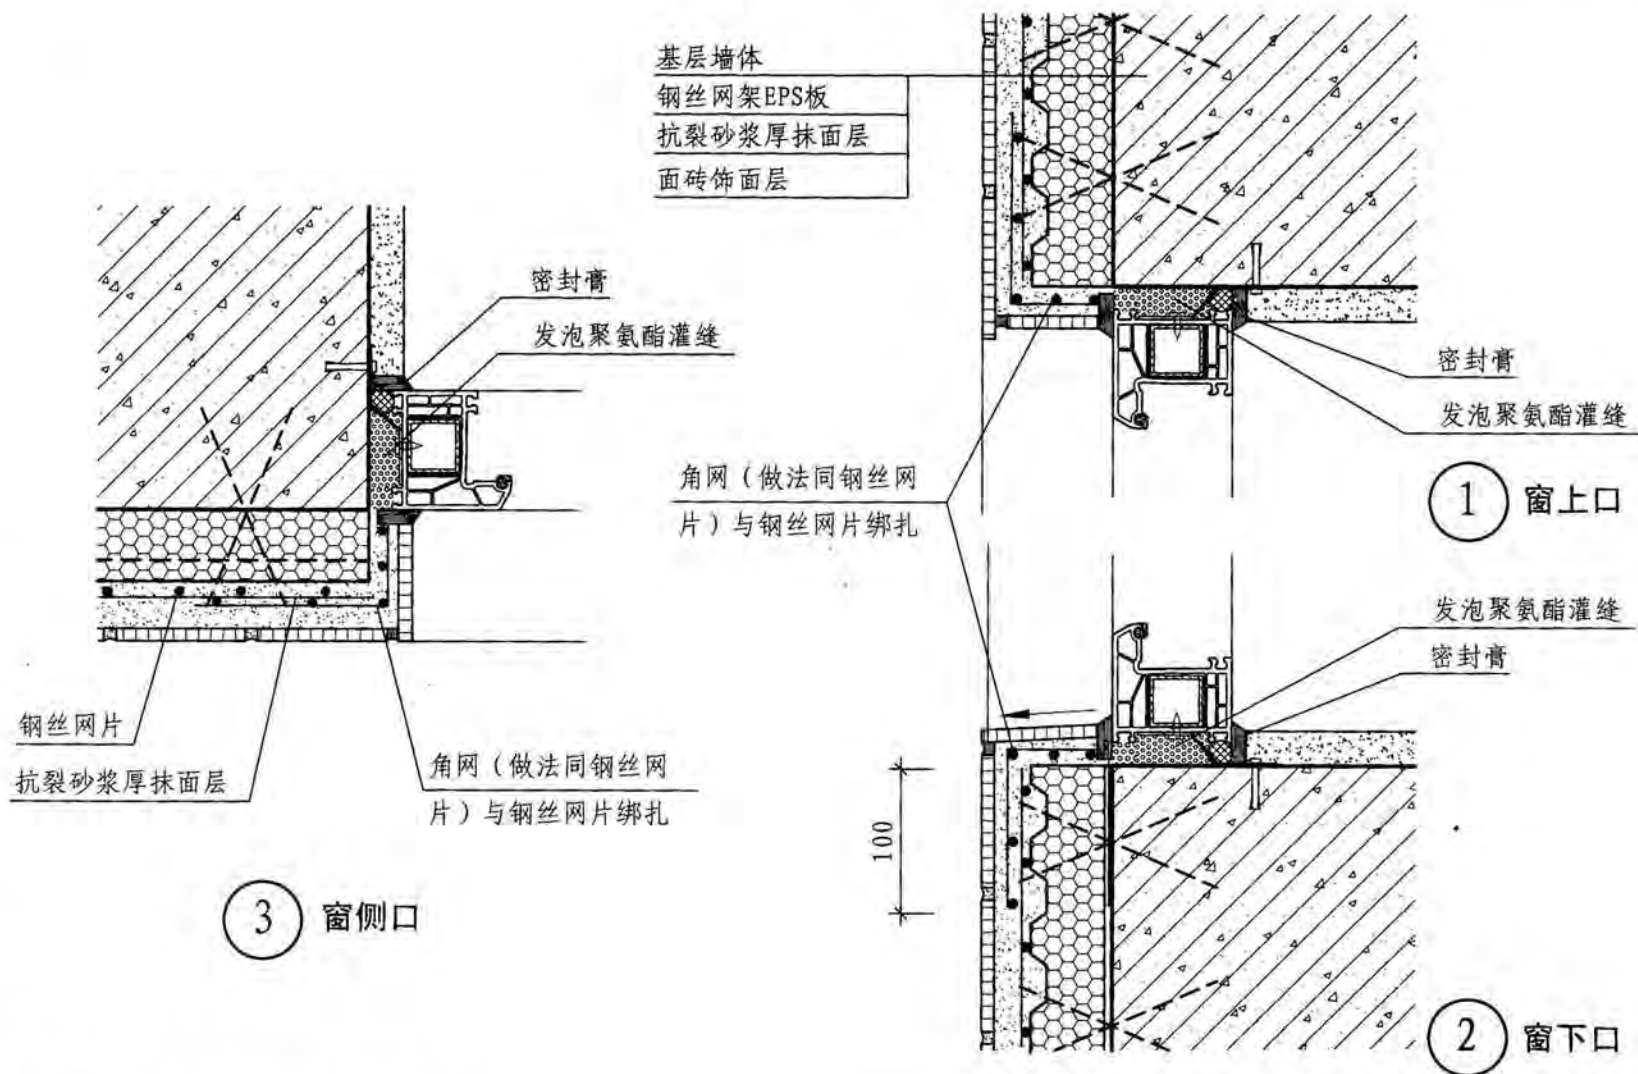 基层墙体
钢丝网架EPS板
抗裂砂浆厚抹面层
面砖饰面层
密封膏
发泡聚氨酯灌缝
密封膏
发泡聚氨酯灌缝
角网（做法同钢丝网
片）与钢丝网片绑扎
1 窗上口
发泡聚氨酯灌缝
密封膏
钢丝网片
抗裂砂浆厚抹面层
角网（做法同钢丝网
片）与钢丝网片绑扎
100
3 窗侧口
2 窗下口